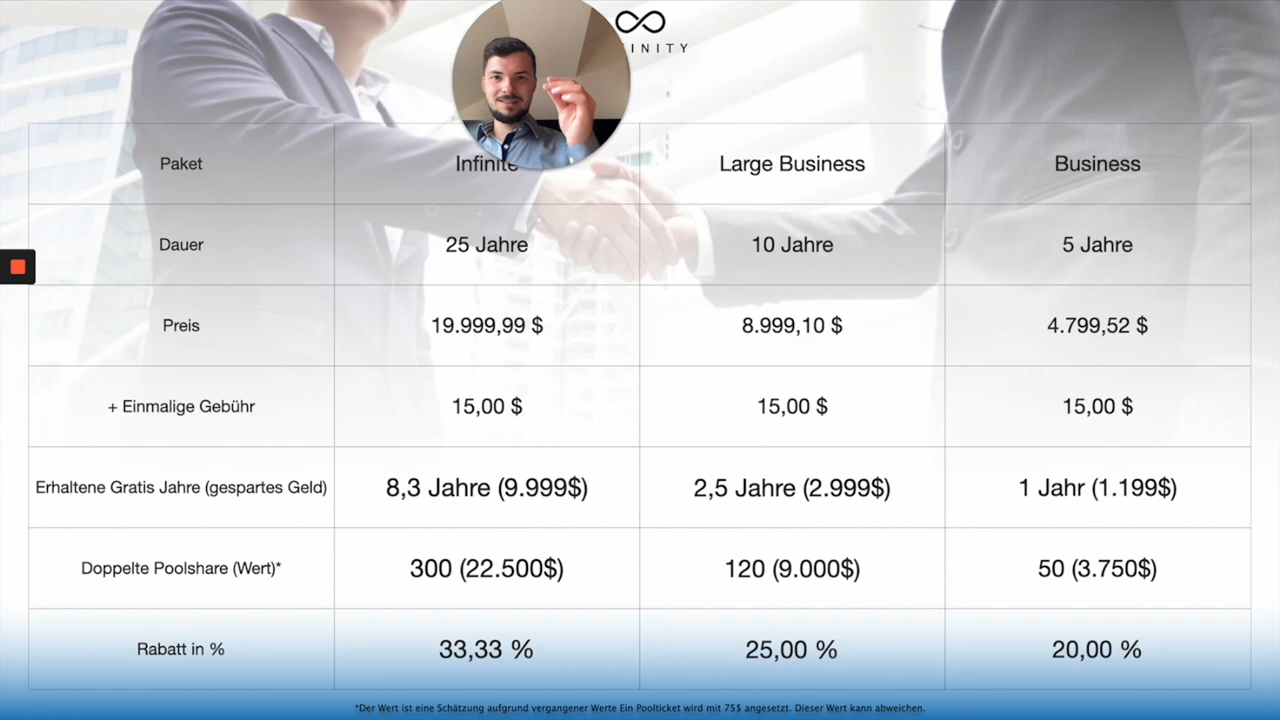 FINITY
Paket
Infinite
Large Business
Business
Dauer
25 Jahre
10 Jahre
5 Jahre
Preis
19.999,99 $
8.999,10 $
4.799,52 $
+ Einmalige Gebühr
15,00 $
15,00 $
15,00 $
Erhaltene Gratis Jahre (gespartes Geld)
8,3 Jahre (9.999$)
2,5 Jahre (2.999$)
1 Jahr (1.199$)
Doppelte Poolshare (Wert)*
300 (22.500$)
120 (9.000$)
50 (3.750$)
Rabatt in %
33,33 %
25,00 %
20,00 %
*Der Wert ist eine Schätzung aufgrund vergangener Werte Ein Poolticket wird mit 75$ angesetzt. Dieser Wert kann abweichen.